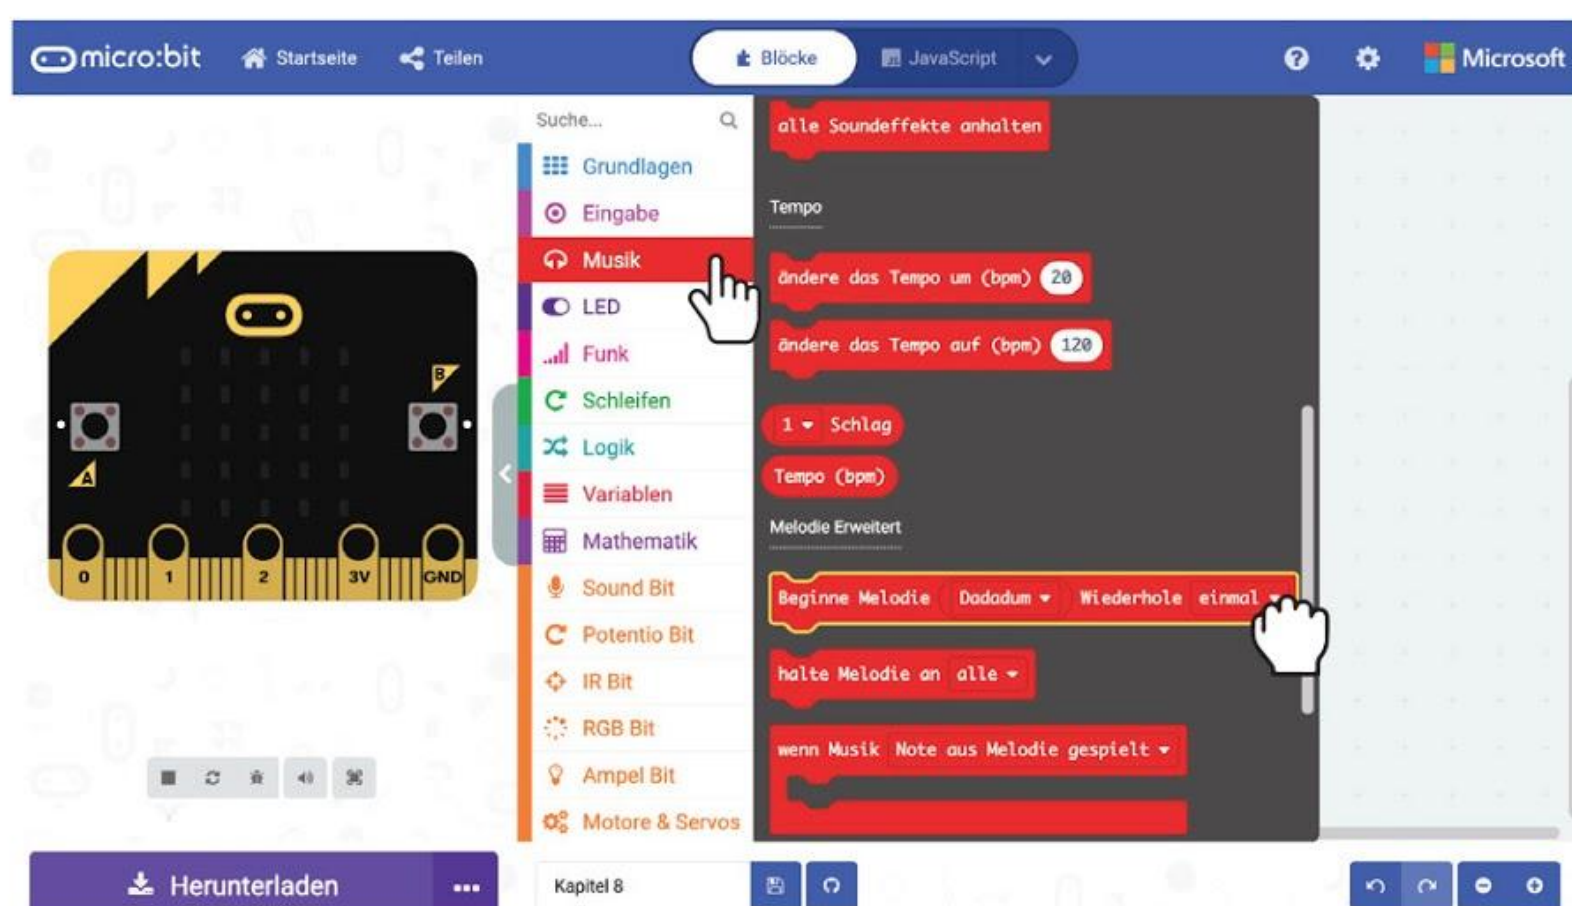 micro:bit Startseite Teilen Blöcke JavaScript Microsoft
Suche...
Grundlagen
Eingabe
Musik
LED
Funk
Schleifen
Logik
Variablen
Mathematik
Sound Bit
Potentio Bit
IR Bit
RGB Bit
Ampel Bit
Motore & Servos
alle Soundeffekte anhalten
Tempo
ändere das Tempo um (bpm) 20
ändere das Tempo auf (bpm) 120
1 Schlag
Tempo (bpm)
Melodie Erweitert
Beginne Melodie Dadadum Wiederhole einmal
halte Melodie an alle
wenn Musik Note aus Melodie gespielt
B
A
0 1 2 3V GND
Herunterladen ...
Kapitel 8